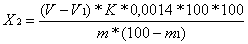 X₂ = (V − V₁) * K * 0,0014 * 100 * 100
m * (100 − m₁)